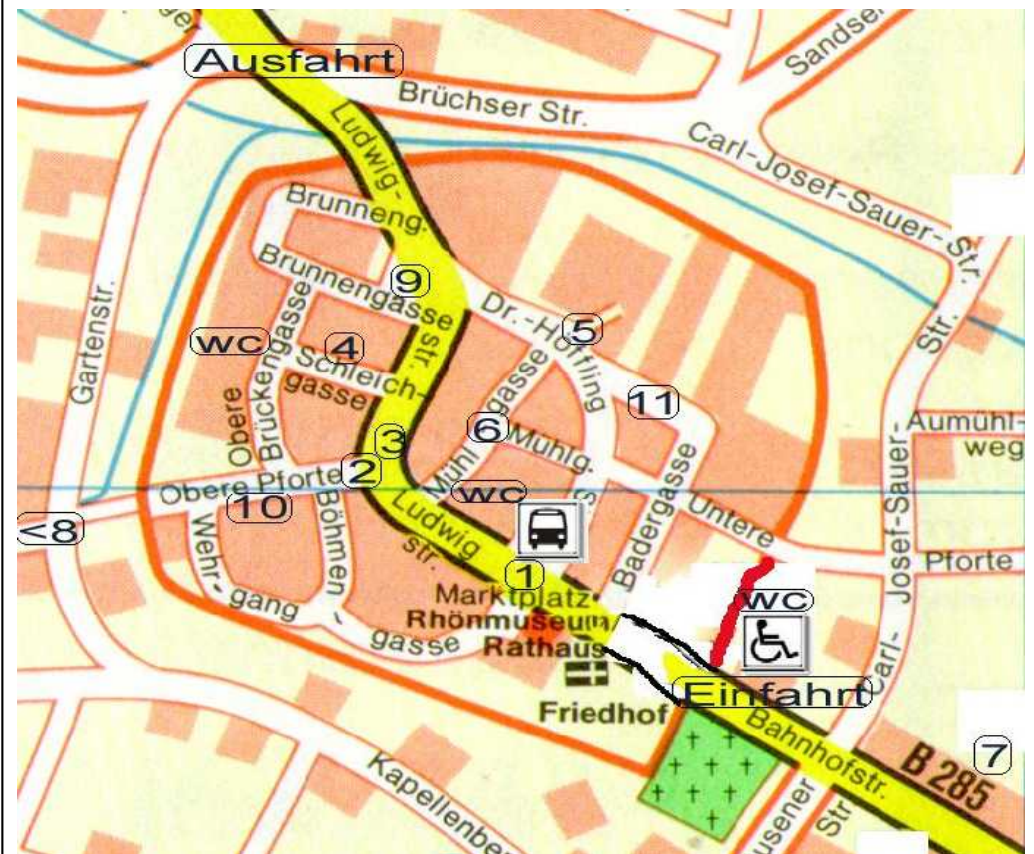 Ausfahrt
Brüchser Str.
Carl-Josef-Sauer-Str.
Ludwig-
Brunneng.
Brunnengasse
9
str.
Dr.-Höffling
5
Gartenstr.
wc
4
Schleich-
gasse
Obere
Brückengasse
11
Aumühl-
weg
6
Mühlgasse
Mühlg.
3
2
Obere Pforte
10
<8
wc
Ludwig
str.
Böhmen
Wehr-
gang
-
gasse
Badergasse
Untere
Pforte
Carl-
Josef-Sauer-
Str.
1
Marktplatz
Rhönmuseum
Rathaus
wc
Einfahrt
Friedhof
Bahnhofstr.
B 285
7
Kapellenbe
usener
Str